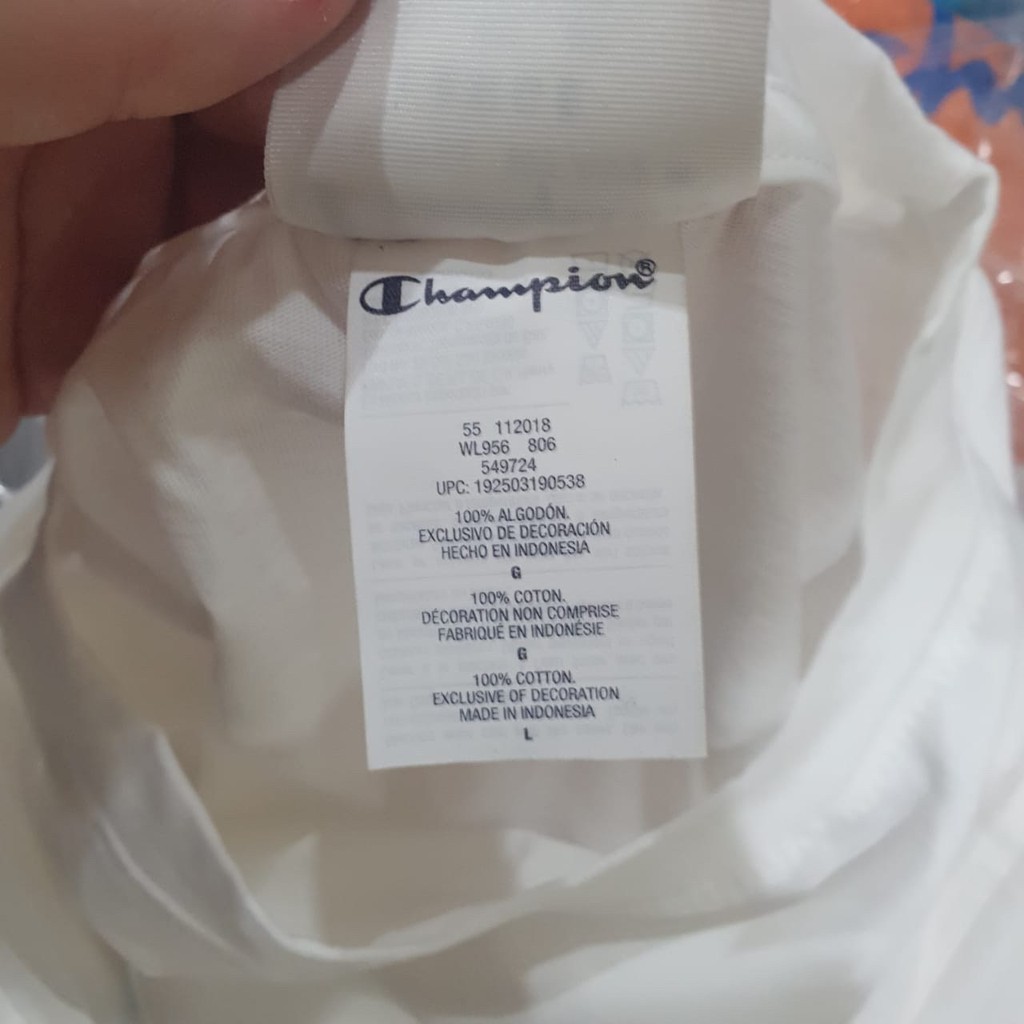 Champion®
55 112018
WL956 806
549724
UPC: 192503190538
100% ALGODÓN.
EXCLUSIVO DE DECORACIÓN
HECHO EN INDONESIA
G
100% COTON.
DÉCORATION NON COMPRISE
FABRIQUÉ EN INDONÉSIE
G
100% COTTON.
EXCLUSIVE OF DECORATION
MADE IN INDONESIA
L